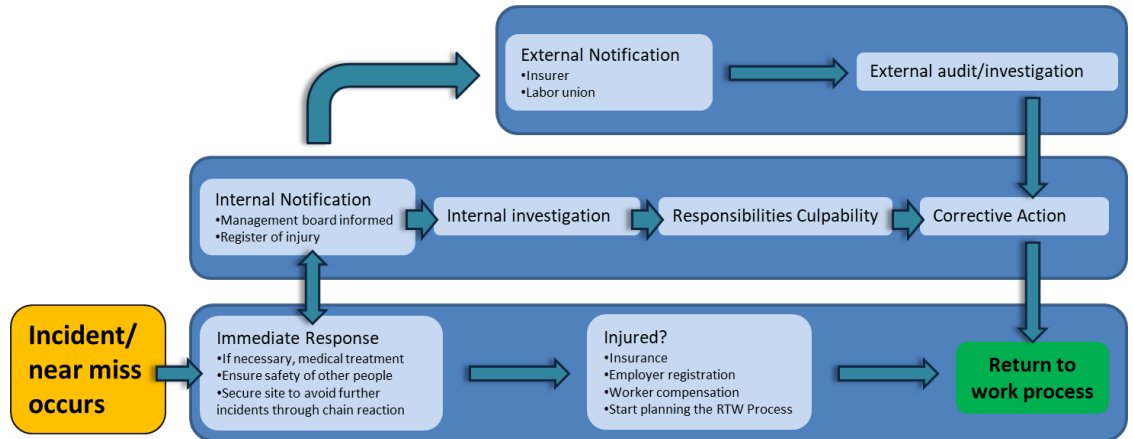 External Notification
•Insurer
•Labor union
External audit/investigation
Internal Notification
•Management board informed
•Register of injury
Internal investigation
Responsibilities Culpability
Corrective Action
Incident/
near miss
occurs
Immediate Response
•If necessary, medical treatment
•Ensure safety of other people
•Secure site to avoid further
incidents through chain reaction
Injured?
•Insurance
•Employer registration
•Worker compensation
•Start planning the RTW Process
Return to
work process